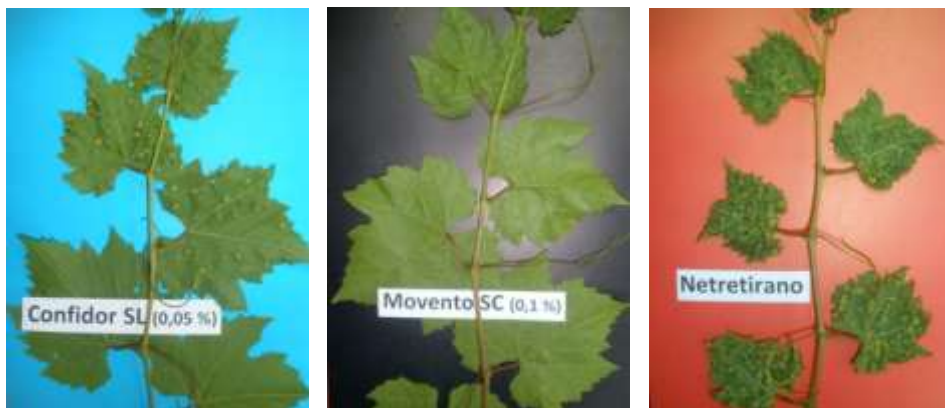 Confidor SL (0,05 %)
Movento SC (0,1 %)
Netretirano